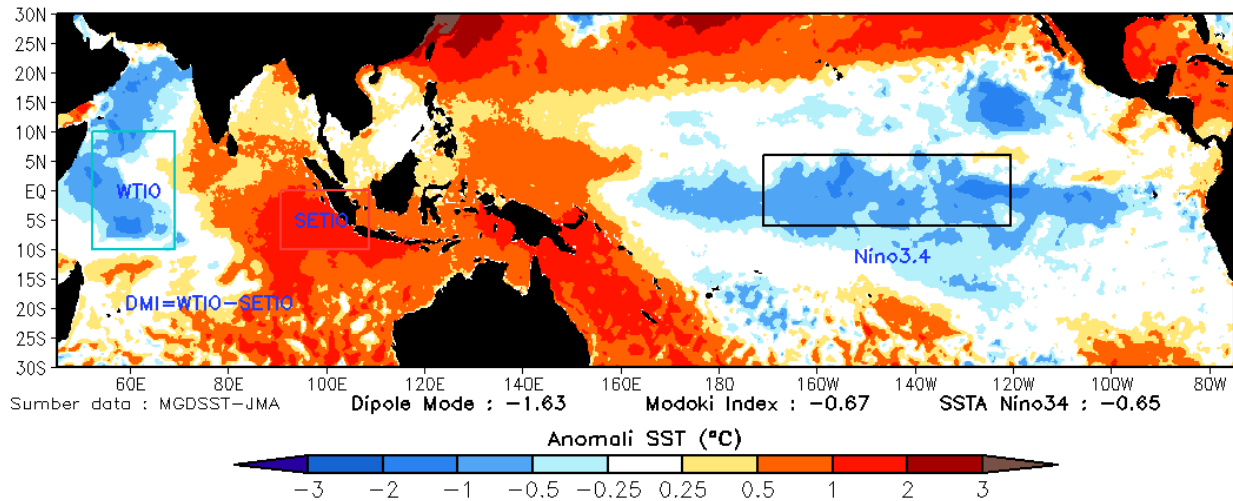 30N
25N
20N
15N
10N
5N
EQ
5S
10S
15S
20S
25S
30S
WTIO
SETIO
Nino3.4
DMI=WTIO-SETIO
60E 80E 100E 120E 140E 160E 180 160W 140W 120W 100W 80W
Sumber data : MGDSST-JMA Dipole Mode : -1.63 Modoki Index : -0.67 SSTA Nino34 : -0.65
Anomali SST (ºC)
-3 -2 -1 -0.5 -0.25 0.25 0.5 1 2 3